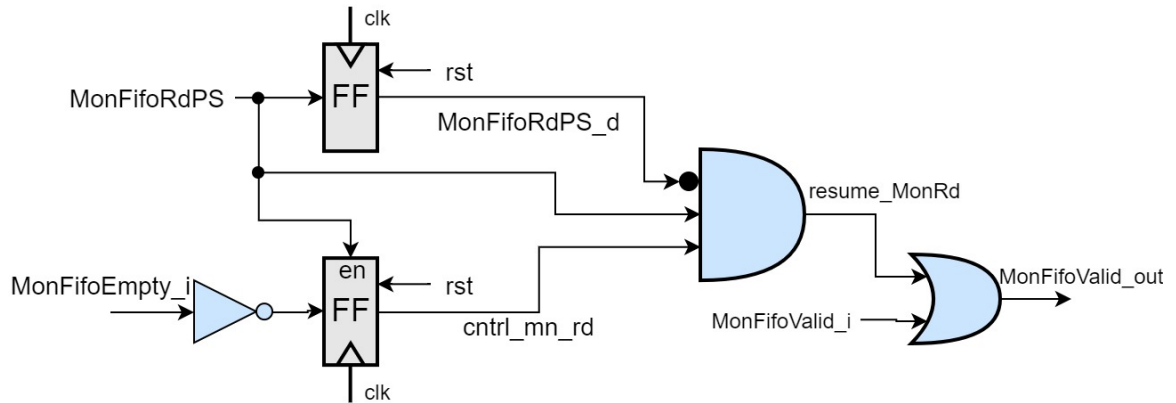 clk
rst
MonFifoRdPS
FF
MonFifoRdPS_d
resume_MonRd
en
MonFifoEmpty_i
FF
rst
MonFifoValid_out
cntrl_mn_rd
MonFifoValid_i
clk